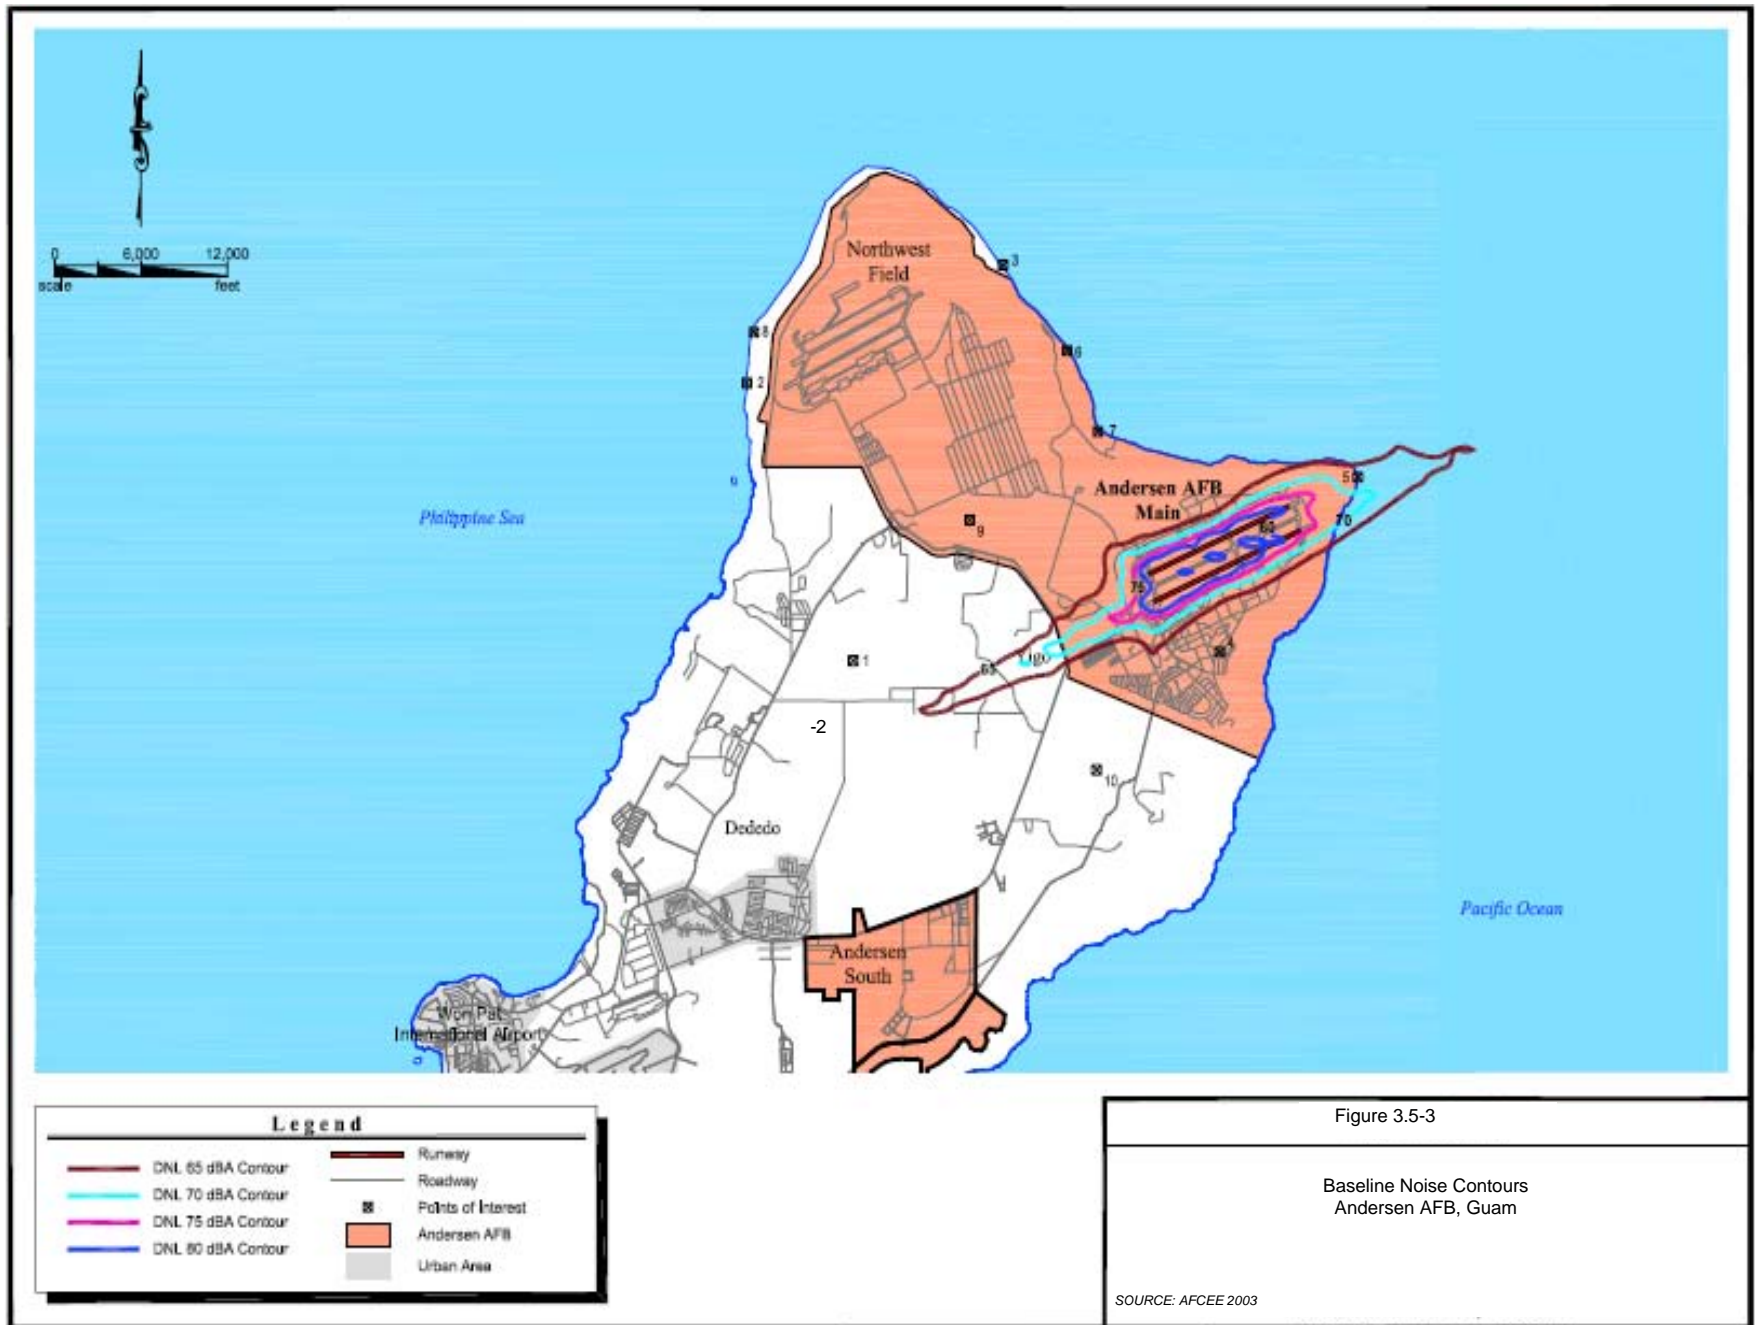 0 6,000 12,000
scale feet
Northwest
Field
3
8
6
2
7
Andersen AFB
Main
5
70
80
9
75
Philippine Sea
4
1
65
-2
10
Dededo
Pacific Ocean
Andersen
South
Won Pat
International Airport
Legend
DNL 65 dBA Contour
DNL 70 dBA Contour
DNL 75 dBA Contour
DNL 80 dBA Contour
Runway
Roadway
Points of Interest
Andersen AFB
Urban Area
Figure 3.5-3
Baseline Noise Contours
Andersen AFB, Guam
SOURCE: AFCEE 2003